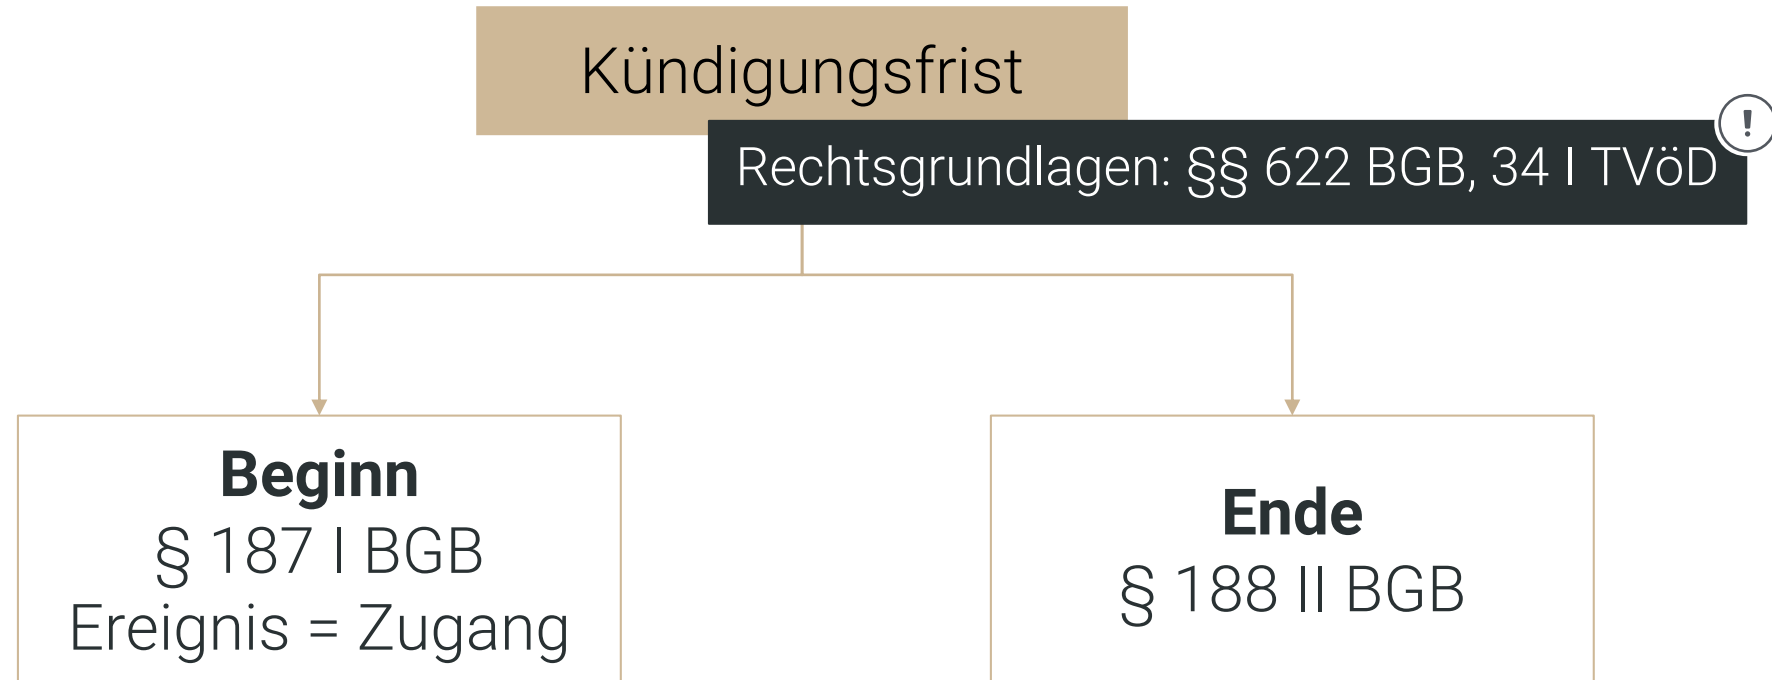 Kündigungsfrist
!
Rechtsgrundlagen: §§ 622 BGB, 34 I TVöD
Beginn
§ 187 I BGB
Ereignis = Zugang
Ende
§ 188 II BGB